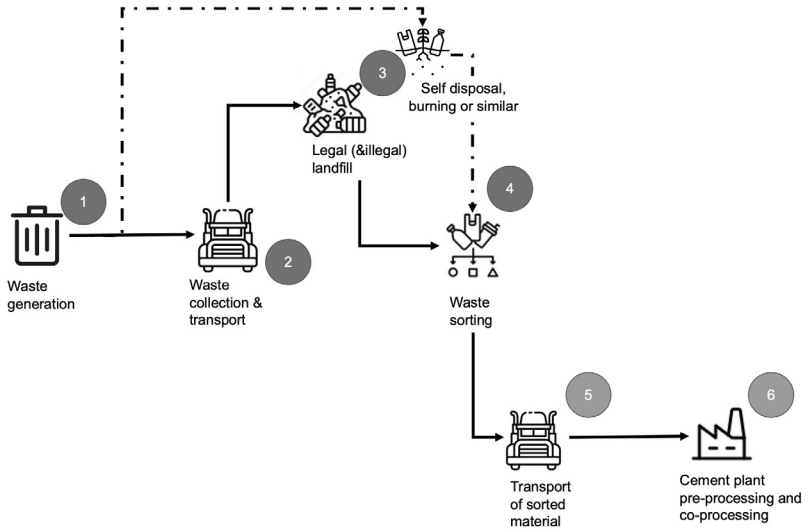 1
Waste
generation
2
Waste
collection &
transport
3
Legal (&illegal)
landfill
Self disposal,
burning or similar
4
Waste
sorting
5
Transport
of sorted
material
6
Cement plant
pre-processing and
co-processing